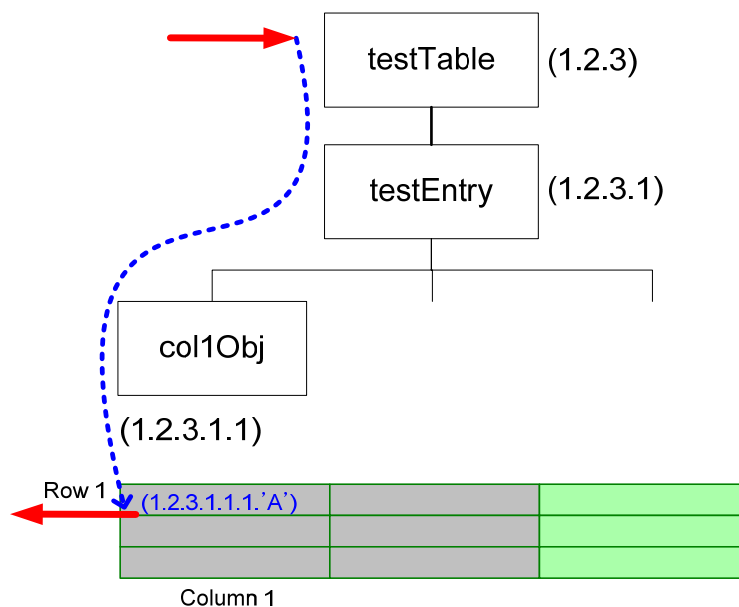 testTable (1.2.3)
testEntry (1.2.3.1)
col1Obj
(1.2.3.1.1)
Row 1 (1.2.3.1.1.1.'A')
Column 1